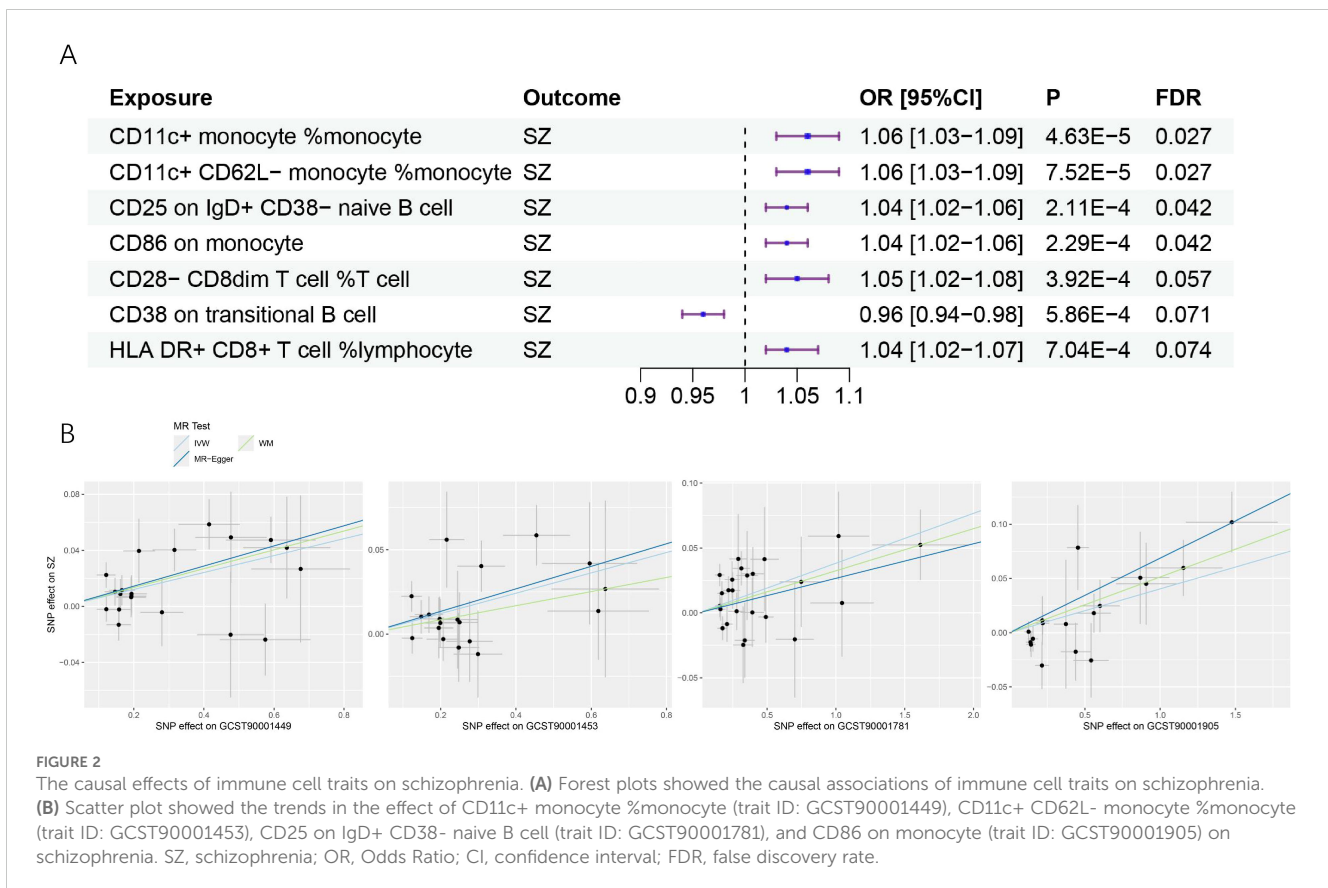 A
Exposure Outcome OR [95%CI] P FDR
CD11c+ monocyte %monocyte SZ 1.06 [1.03−1.09] 4.63E−5 0.027
CD11c+ CD62L− monocyte %monocyte SZ 1.06 [1.03−1.09] 7.52E−5 0.027
CD25 on IgD+ CD38− naive B cell SZ 1.04 [1.02−1.06] 2.11E−4 0.042
CD86 on monocyte SZ 1.04 [1.02−1.06] 2.29E−4 0.042
CD28− CD8dim T cell %T cell SZ 1.05 [1.02−1.08] 3.92E−4 0.057
CD38 on transitional B cell SZ 0.96 [0.94−0.98] 5.86E−4 0.071
HLA DR+ CD8+ T cell %lymphocyte SZ 1.04 [1.02−1.07] 7.04E−4 0.074
0.9 0.95 1 1.05 1.1
B
MR Test
IVW WM
MR−Egger
SNP effect on SZ
0.08
0.04
0.00
−0.04
0.2 0.4 0.6 0.8
SNP effect on GCST90001449
0.05
0.00
0.2 0.4 0.6 0.8
SNP effect on GCST90001453
0.10
0.05
0.00
−0.05
0.5 1.0 1.5 2.0
SNP effect on GCST90001781
0.10
0.05
0.00
−0.05
0.5 1.0 1.5
SNP effect on GCST90001905
FIGURE 2
The causal effects of immune cell traits on schizophrenia. (A) Forest plots showed the causal associations of immune cell traits on schizophrenia.
(B) Scatter plot showed the trends in the effect of CD11c+ monocyte %monocyte (trait ID: GCST90001449), CD11c+ CD62L- monocyte %monocyte
(trait ID: GCST90001453), CD25 on IgD+ CD38- naive B cell (trait ID: GCST90001781), and CD86 on monocyte (trait ID: GCST90001905) on
schizophrenia. SZ, schizophrenia; OR, Odds Ratio; CI, confidence interval; FDR, false discovery rate.